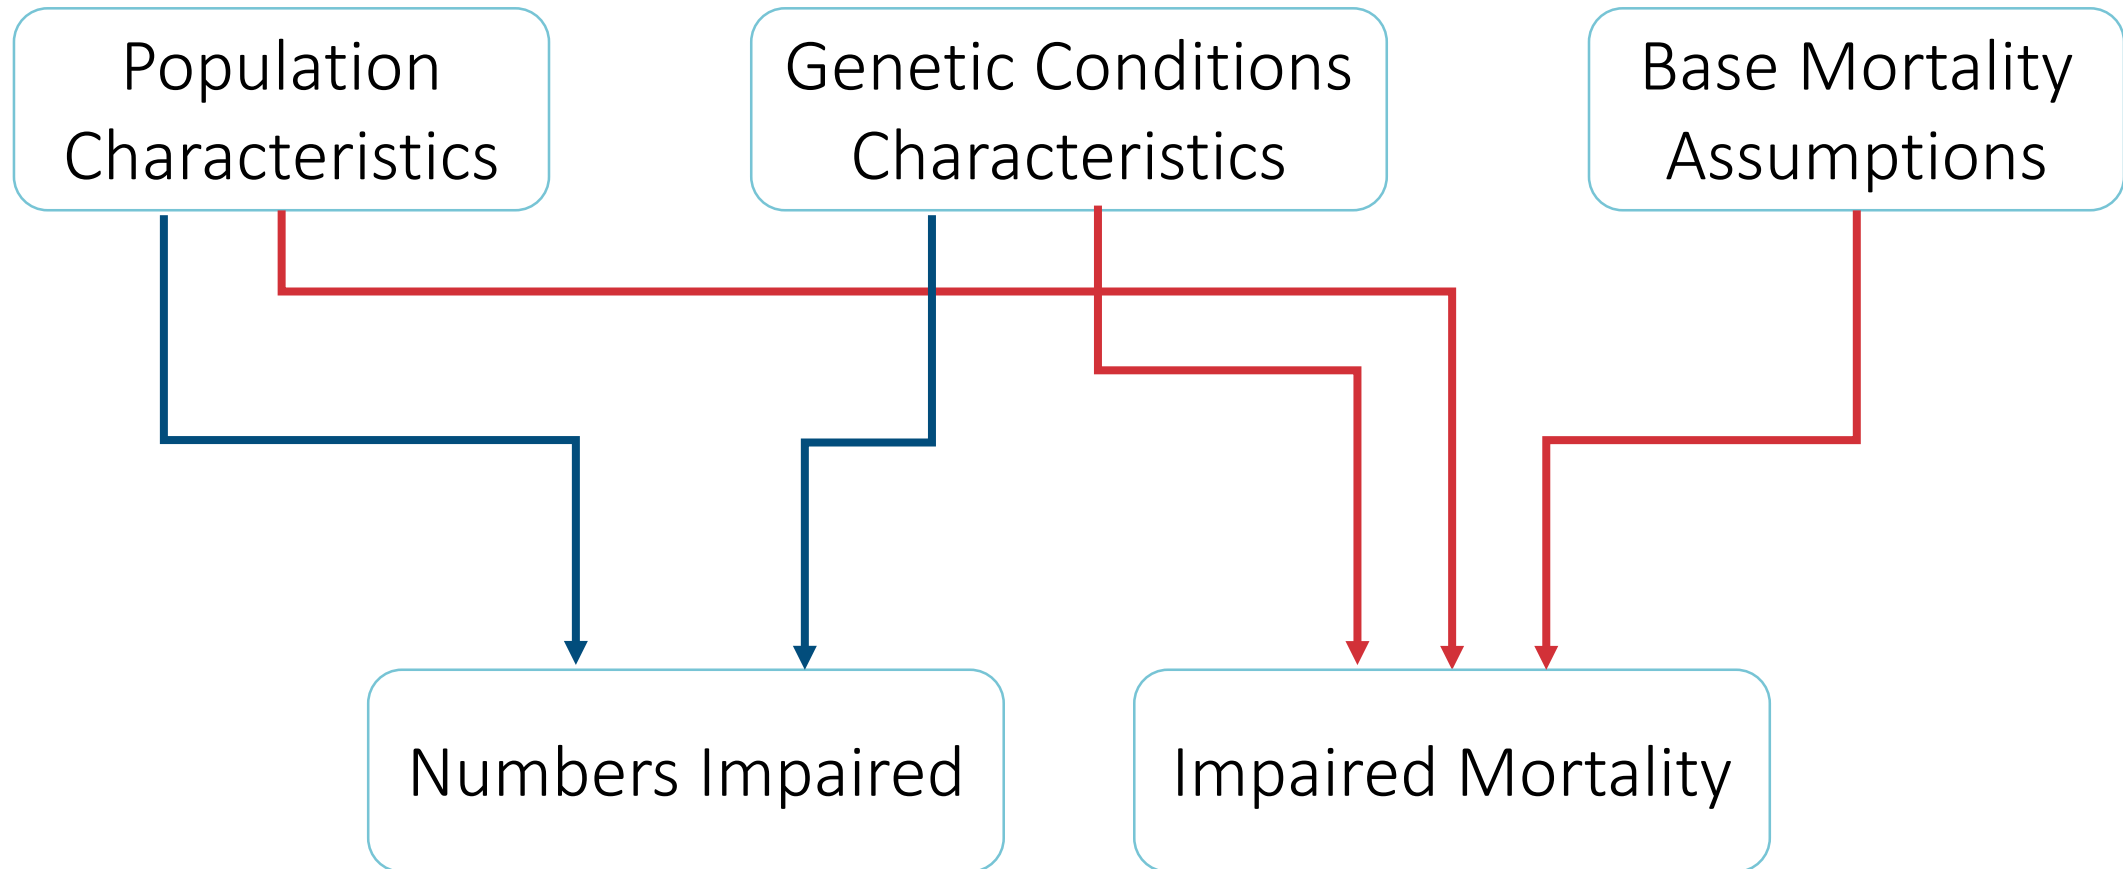 Population
Characteristics
Genetic Conditions
Characteristics
Base Mortality
Assumptions
Numbers Impaired
Impaired Mortality